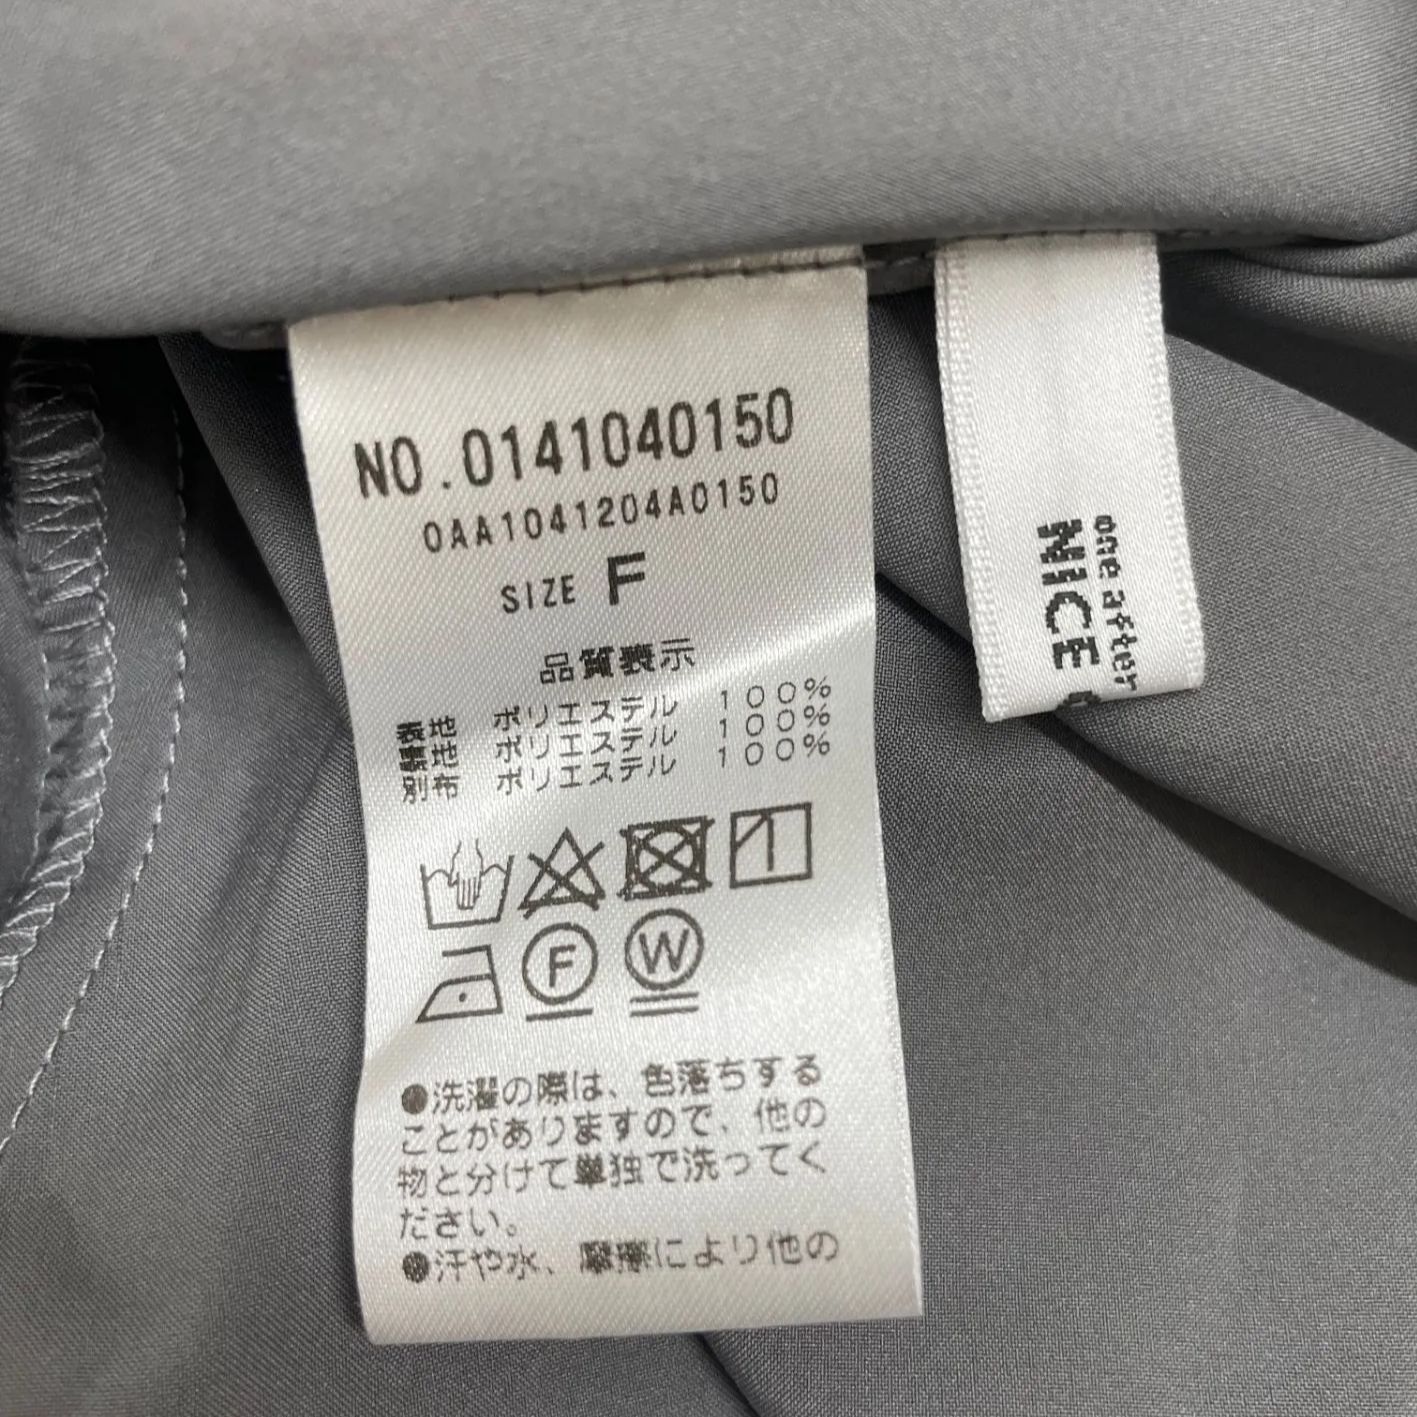 NO.0141040150
0AA1041204A0150
SIZE F
品質表示
表地 ポリエステル 100%
裏地 ポリエステル 100%
別布 ポリエステル 100%
F W
●洗濯の際は、色落ちする
ことがありますので、他の
物と分けて単独で洗ってく
ださい。
●汗や水、摩擦により他の
one after
NICE